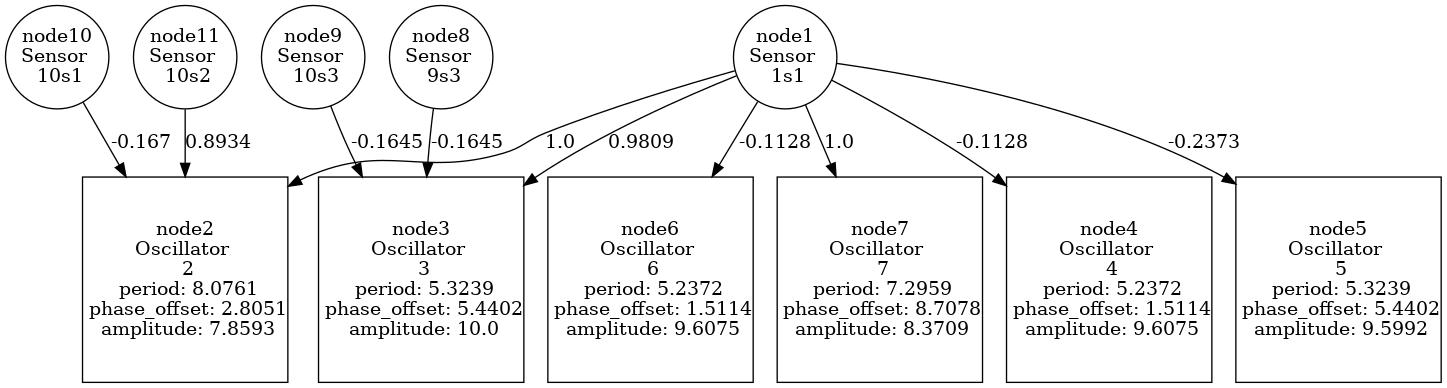 node10
Sensor
10s1
node11
Sensor
10s2
node9
Sensor
10s3
node8
Sensor
9s3
node1
Sensor
1s1
-0.167
0.8934
-0.1645
-0.1645
1.0
0.9809
-0.1128
1.0
-0.1128
-0.2373
node2
Oscillator
2
period: 8.0761
phase_offset: 2.8051
amplitude: 7.8593
node3
Oscillator
3
period: 5.3239
phase_offset: 5.4402
amplitude: 10.0
node6
Oscillator
6
period: 5.2372
phase_offset: 1.5114
amplitude: 9.6075
node7
Oscillator
7
period: 7.2959
phase_offset: 8.7078
amplitude: 8.3709
node4
Oscillator
4
period: 5.2372
phase_offset: 1.5114
amplitude: 9.6075
node5
Oscillator
5
period: 5.3239
phase_offset: 5.4402
amplitude: 9.5992